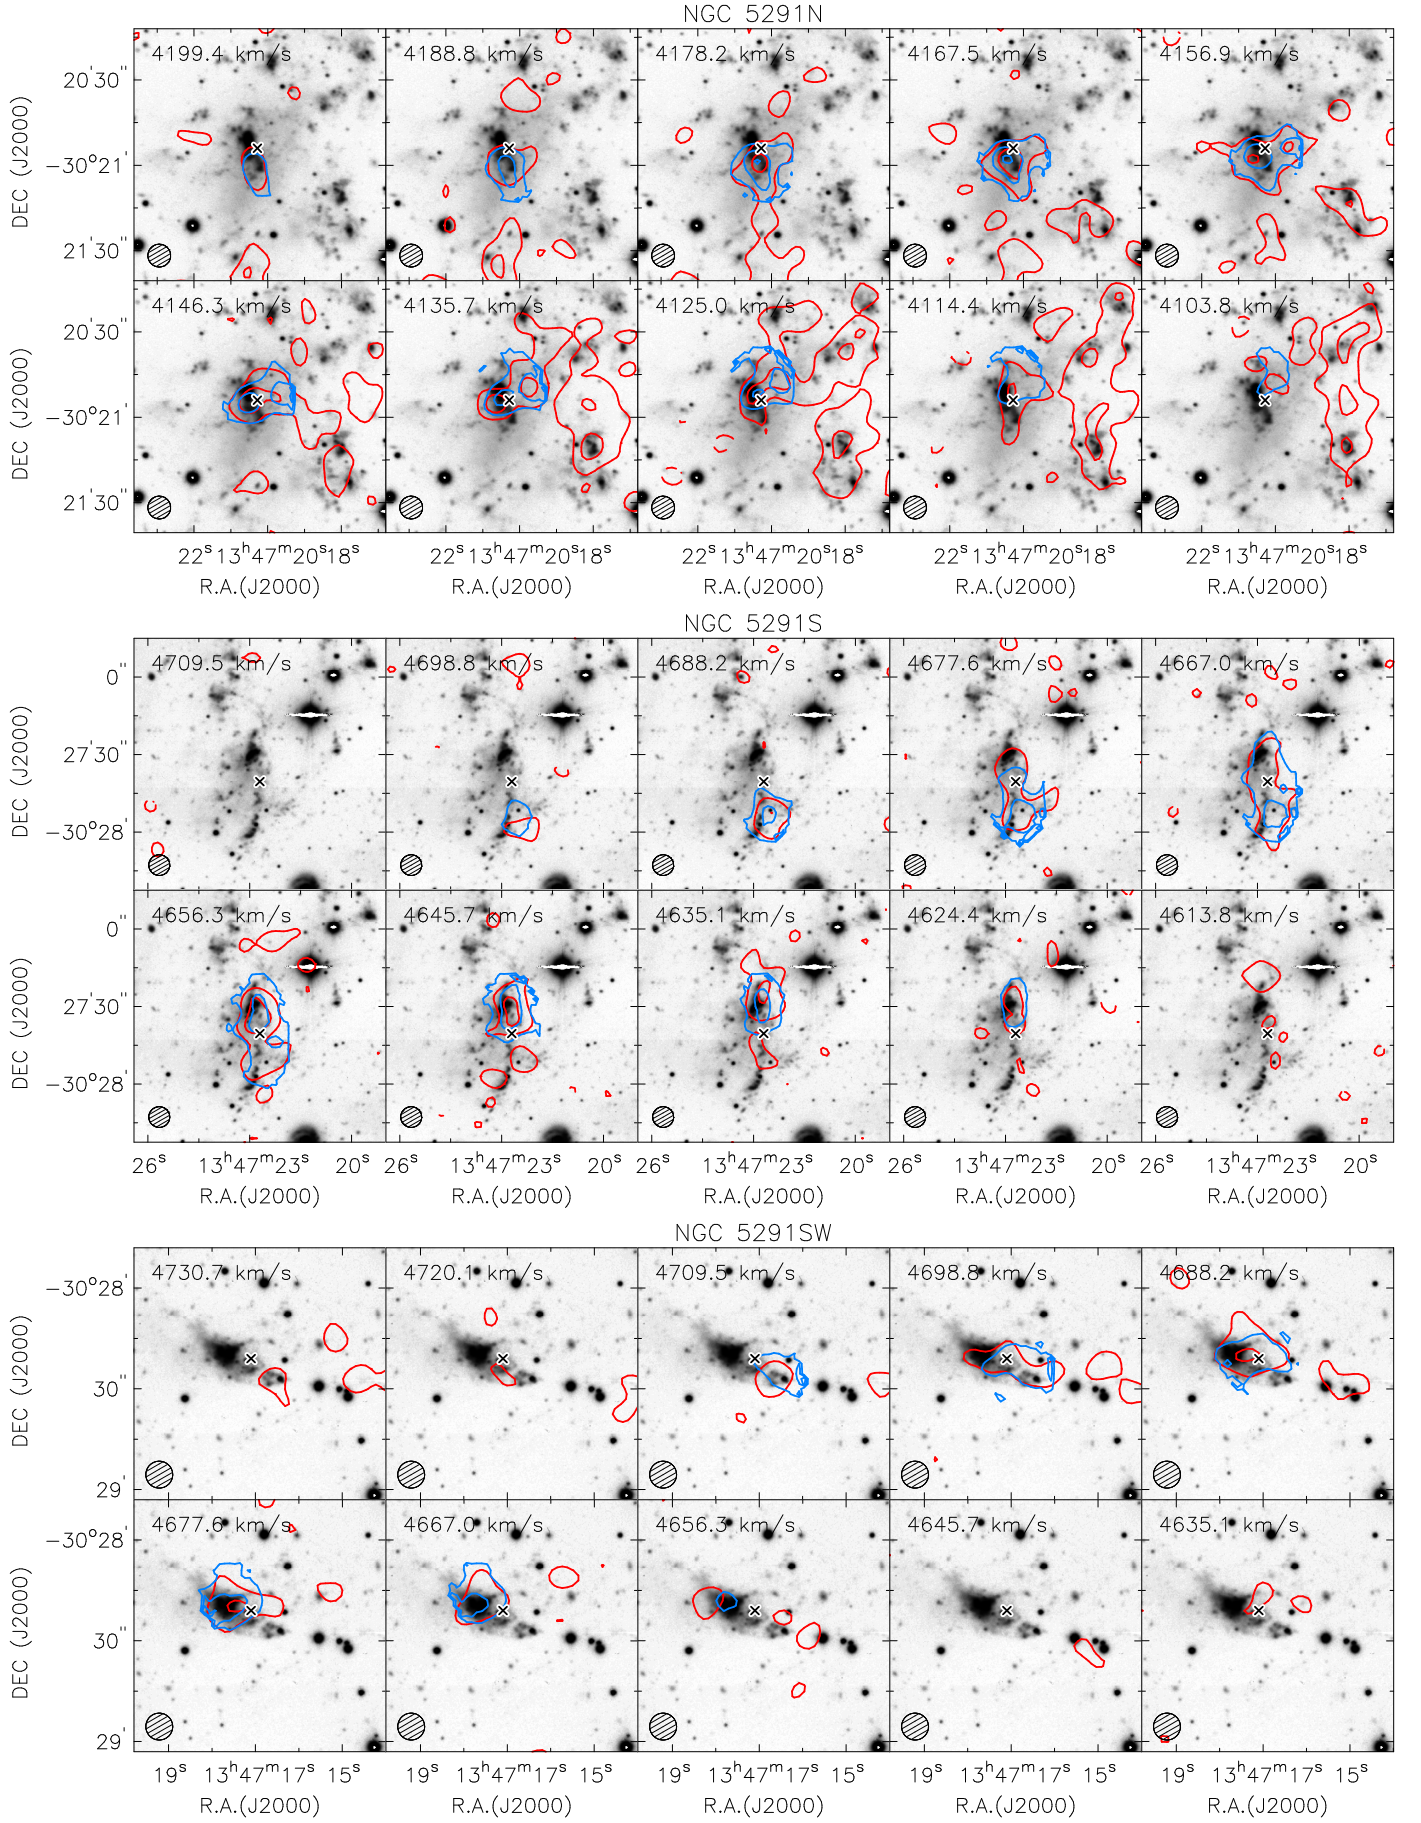 NGC 5291N
4199.4 km/s 4188.8 km/s 4178.2 km/s 4167.5 km/s 4156.9 km/s
DEC (J2000)
20'30"
−30°21'
21'30"
4146.3 km/s 4135.7 km/s 4125.0 km/s 4114.4 km/s 4103.8 km/s
DEC (J2000)
20'30"
−30°21'
21'30"
22ˢ 13ʰ47ᵐ20ˢ18ˢ 22ˢ 13ʰ47ᵐ20ˢ18ˢ 22ˢ 13ʰ47ᵐ20ˢ18ˢ 22ˢ 13ʰ47ᵐ20ˢ18ˢ 22ˢ 13ʰ47ᵐ20ˢ18ˢ
R.A.(J2000) R.A.(J2000) R.A.(J2000) R.A.(J2000) R.A.(J2000)
NGC 5291S
4709.5 km/s 4698.8 km/s 4688.2 km/s 4677.6 km/s 4667.0 km/s
DEC (J2000)
0"
27'30"
−30°28'
4656.3 km/s 4645.7 km/s 4635.1 km/s 4624.4 km/s 4613.8 km/s
DEC (J2000)
0"
27'30"
−30°28'
26ˢ 13ʰ47ᵐ23ˢ 20ˢ 26ˢ 13ʰ47ᵐ23ˢ 20ˢ 26ˢ 13ʰ47ᵐ23ˢ 20ˢ 26ˢ 13ʰ47ᵐ23ˢ 20ˢ 26ˢ 13ʰ47ᵐ23ˢ 20ˢ
R.A.(J2000) R.A.(J2000) R.A.(J2000) R.A.(J2000) R.A.(J2000)
NGC 5291SW
4730.7 km/s 4720.1 km/s 4709.5 km/s 4698.8 km/s 4688.2 km/s
DEC (J2000)
−30°28'
30"
29'
4677.6 km/s 4667.0 km/s 4656.3 km/s 4645.7 km/s 4635.1 km/s
DEC (J2000)
−30°28'
30"
29'
19ˢ 13ʰ47ᵐ17ˢ 15ˢ 19ˢ 13ʰ47ᵐ17ˢ 15ˢ 19ˢ 13ʰ47ᵐ17ˢ 15ˢ 19ˢ 13ʰ47ᵐ17ˢ 15ˢ 19ˢ 13ʰ47ᵐ17ˢ 15ˢ
R.A.(J2000) R.A.(J2000) R.A.(J2000) R.A.(J2000) R.A.(J2000)